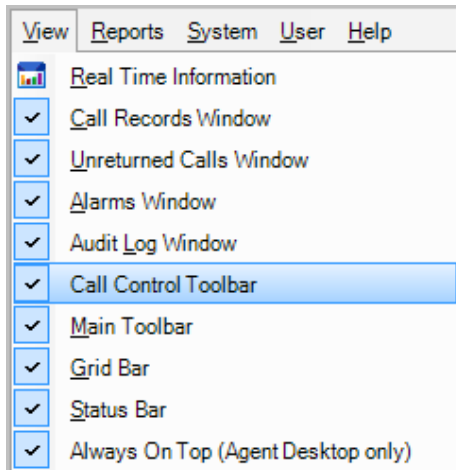 View Reports System User Help
Real Time Information
Call Records Window
Unreturned Calls Window
Alarms Window
Audit Log Window
Call Control Toolbar
Main Toolbar
Grid Bar
Status Bar
Always On Top (Agent Desktop only)